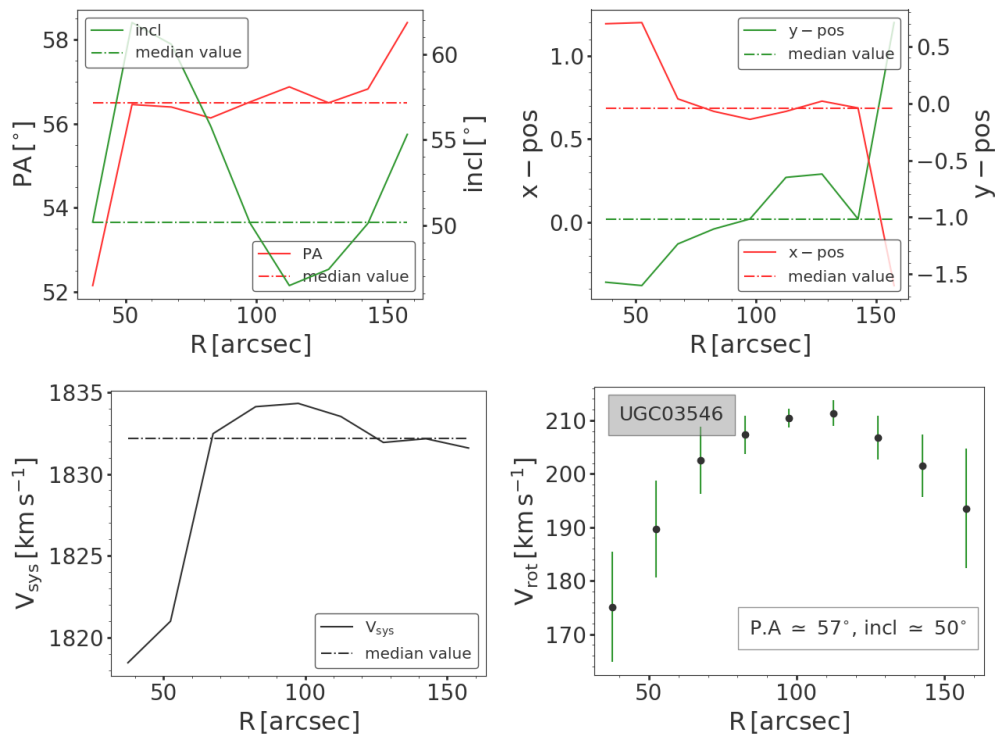 58
56
54
52
PA [°]
incl
median value
60
55
50
incl [°]
PA
median value
50
100
150
R [arcsec]
1.0
0.5
0.0
x − pos
y − pos
median value
0.5
0.0
−0.5
−1.0
−1.5
y − pos
x − pos
median value
50
100
150
R [arcsec]
1835
1830
1825
1820
V_sys [km s⁻¹]
V_sys
median value
50
100
150
R [arcsec]
210
200
190
180
170
V_rot [km s⁻¹]
UGC03546
P.A ≃ 57°, incl ≃ 50°
50
100
150
R [arcsec]